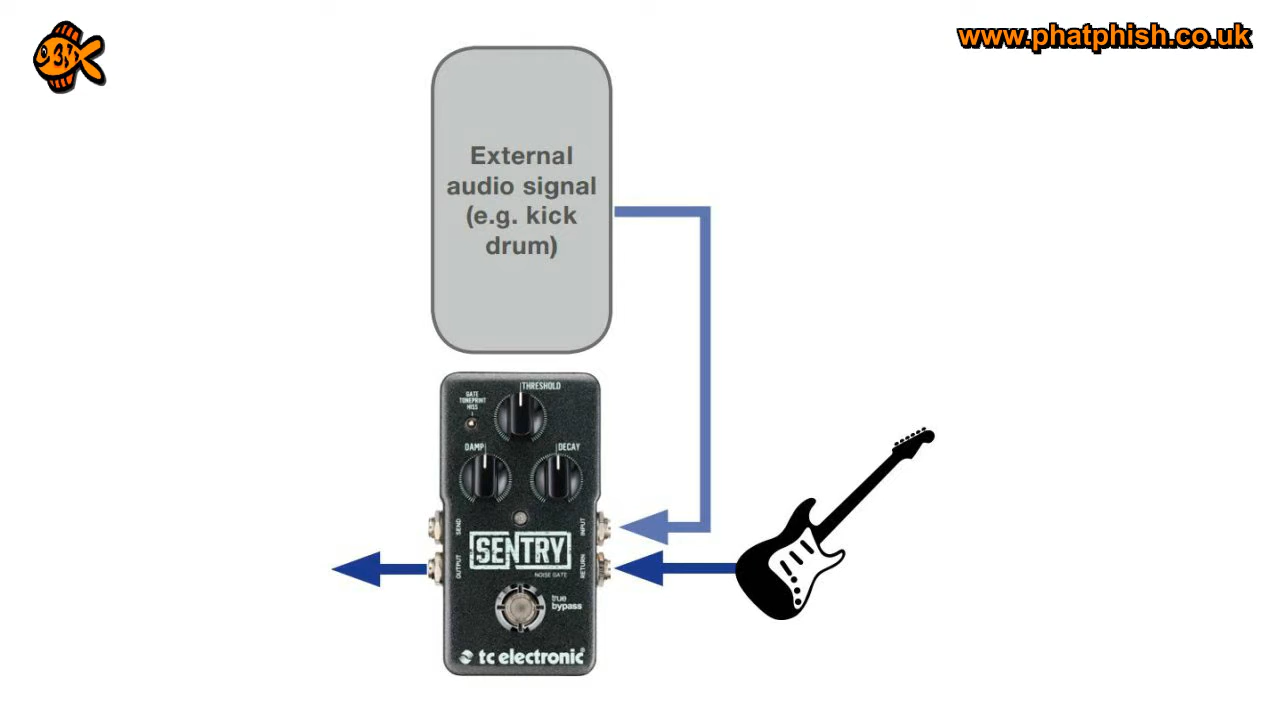 www.phatphish.co.uk
External
audio signal
(e.g. kick
drum)
THRESHOLD
GATE
TONEPRINT
HISS
DAMP
DECAY
SEND
INPUT
SENTRY
OUTPUT
RETURN
NOISE GATE
true
bypass
tc electronic